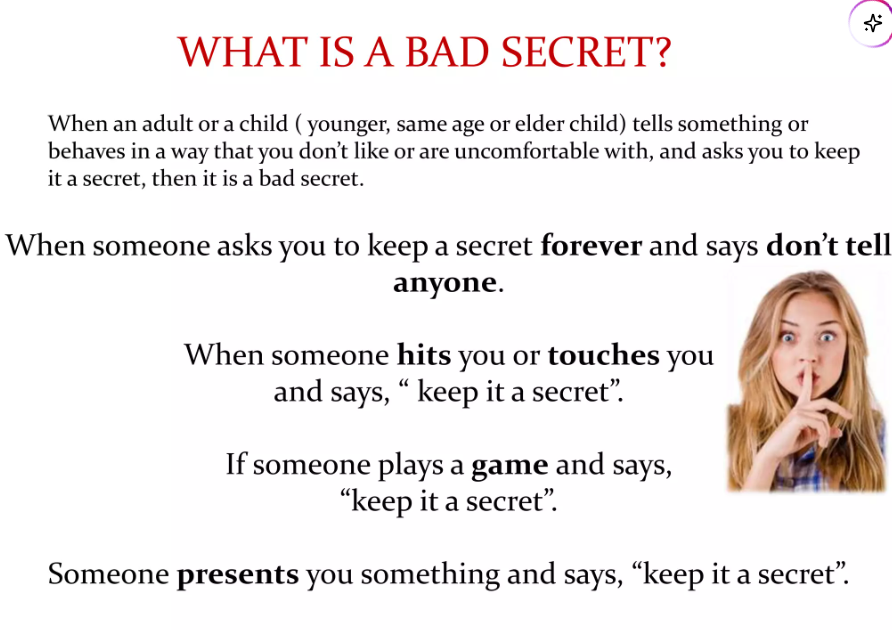 WHAT IS A BAD SECRET?
When an adult or a child ( younger, same age or elder child) tells something or
behaves in a way that you don’t like or are uncomfortable with, and asks you to keep
it a secret, then it is a bad secret.
When someone asks you to keep a secret forever and says don’t tell
anyone.
When someone hits you or touches you
and says, “ keep it a secret”.
If someone plays a game and says,
“keep it a secret”.
Someone presents you something and says, “keep it a secret”.